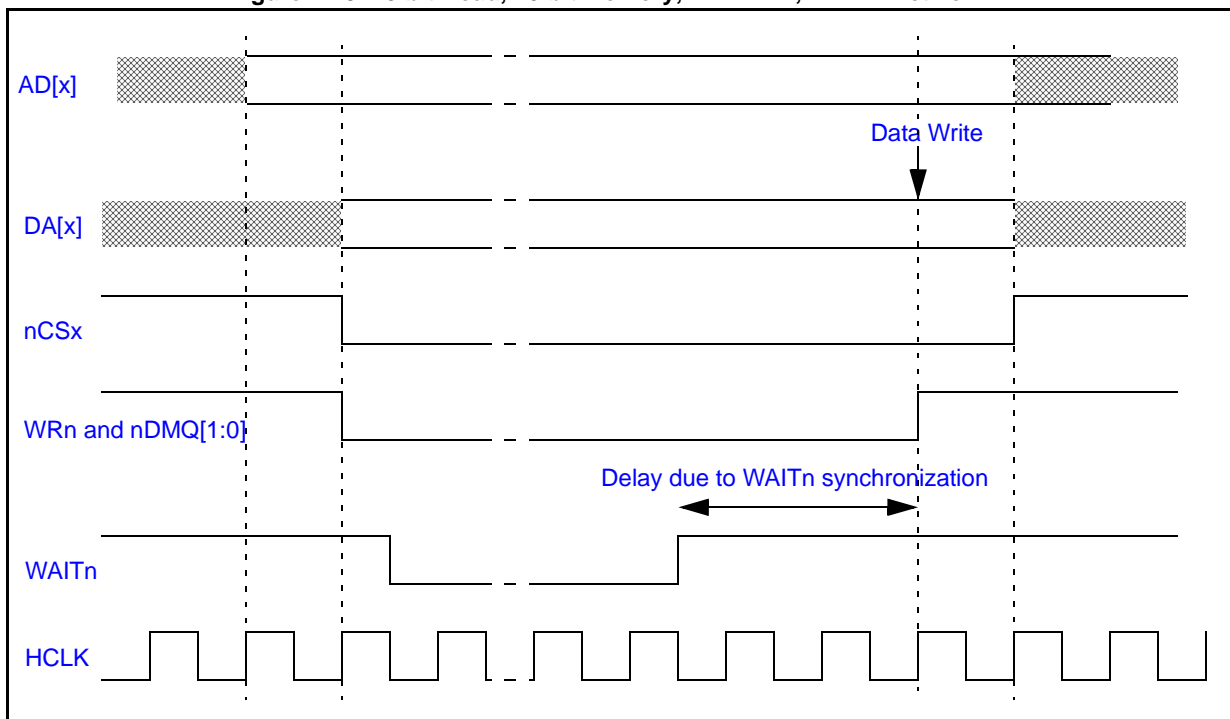 AD[x]
Data Write
DA[x]
nCSx
WRn and nDMQ[1:0]
Delay due to WAITn synchronization
WAITn
HCLK